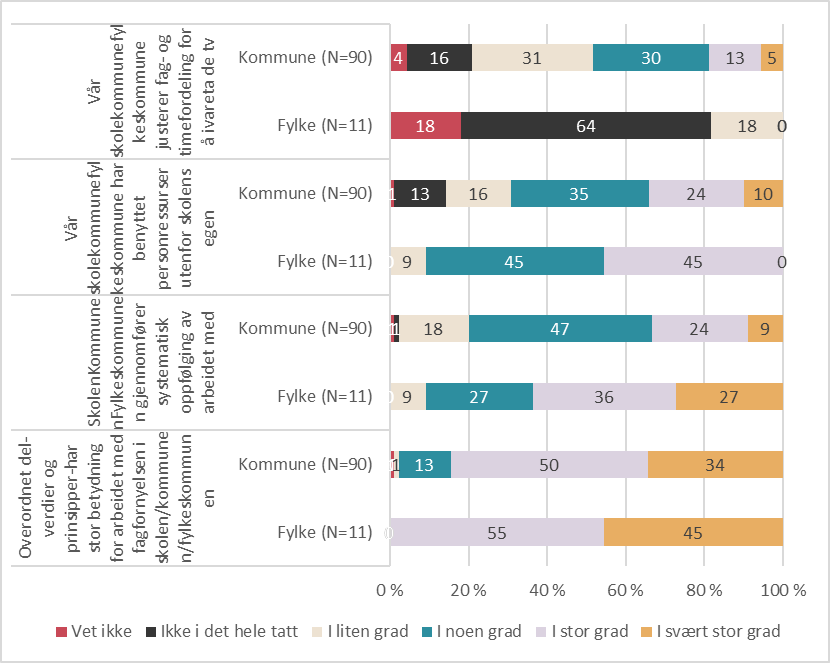 Vår
skolekommunefyl
keskommune
justerer fag- og
timefordeling for
å ivareta de tv
Kommune (N=90)
4 16 31 30 13 5
Fylke (N=11)
18 64 18 0
Vår
skolekommunefyl
keskommune har
benyttet
personressurser
utenfor skolens
egen
Kommune (N=90)
1 13 16 35 24 10
Fylke (N=11)
0 9 45 45 0
SkolenKommune
nFylkeskommune
n gjennomfører
systematisk
oppfølging av
arbeidet med
Kommune (N=90)
1 18 47 24 9
Fylke (N=11)
0 9 27 36 27
Overordnet del-
verdier og
prinsipper-har
stor betydning
for arbeidet med
fagfornyelsen i
skolen/kommune
n/fylkeskommun
en
Kommune (N=90)
1 13 50 34
Fylke (N=11)
0 55 45
0 % 20 % 40 % 60 % 80 % 100 %
Vet ikke Ikke i det hele tatt I liten grad I noen grad I stor grad I svært stor grad